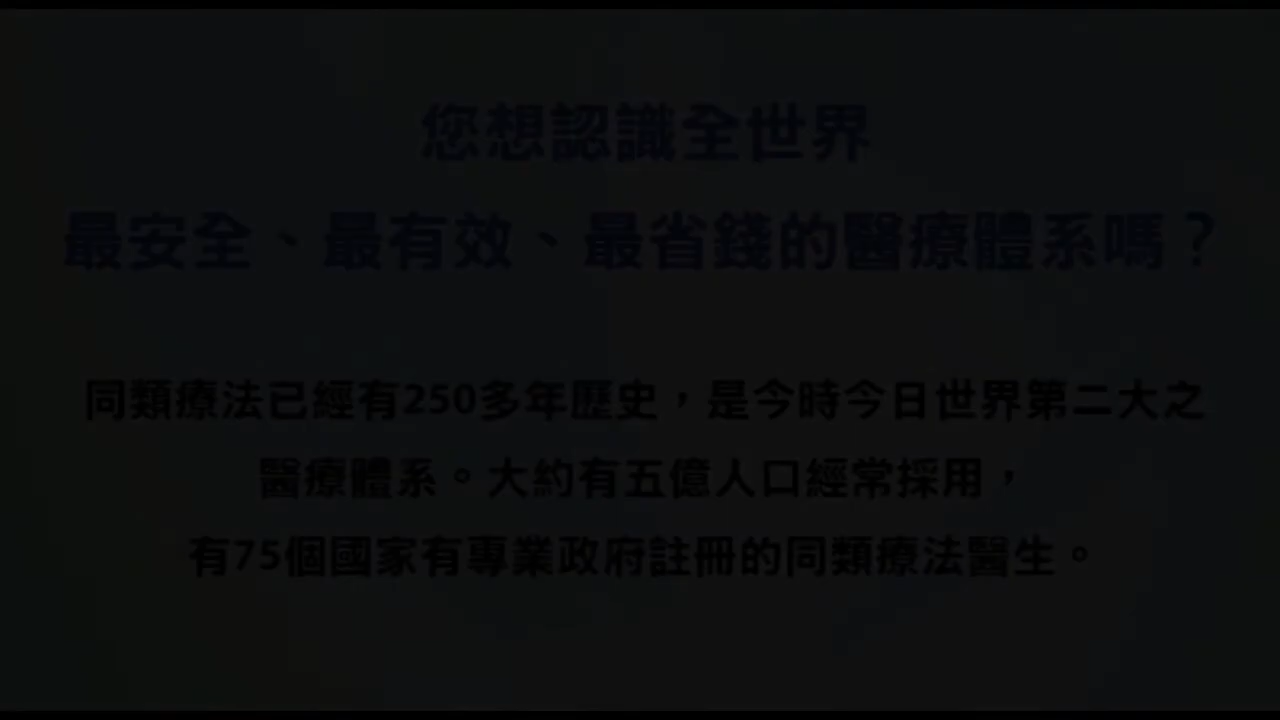 您想認識全世界
最安全、最有效、最省錢的醫療體系嗎？
同類療法已經有250多年歷史，是今時今日世界第二大之
醫療體系。大約有五億人口經常採用，
有75個國家有專業政府註冊的同類療法醫生。